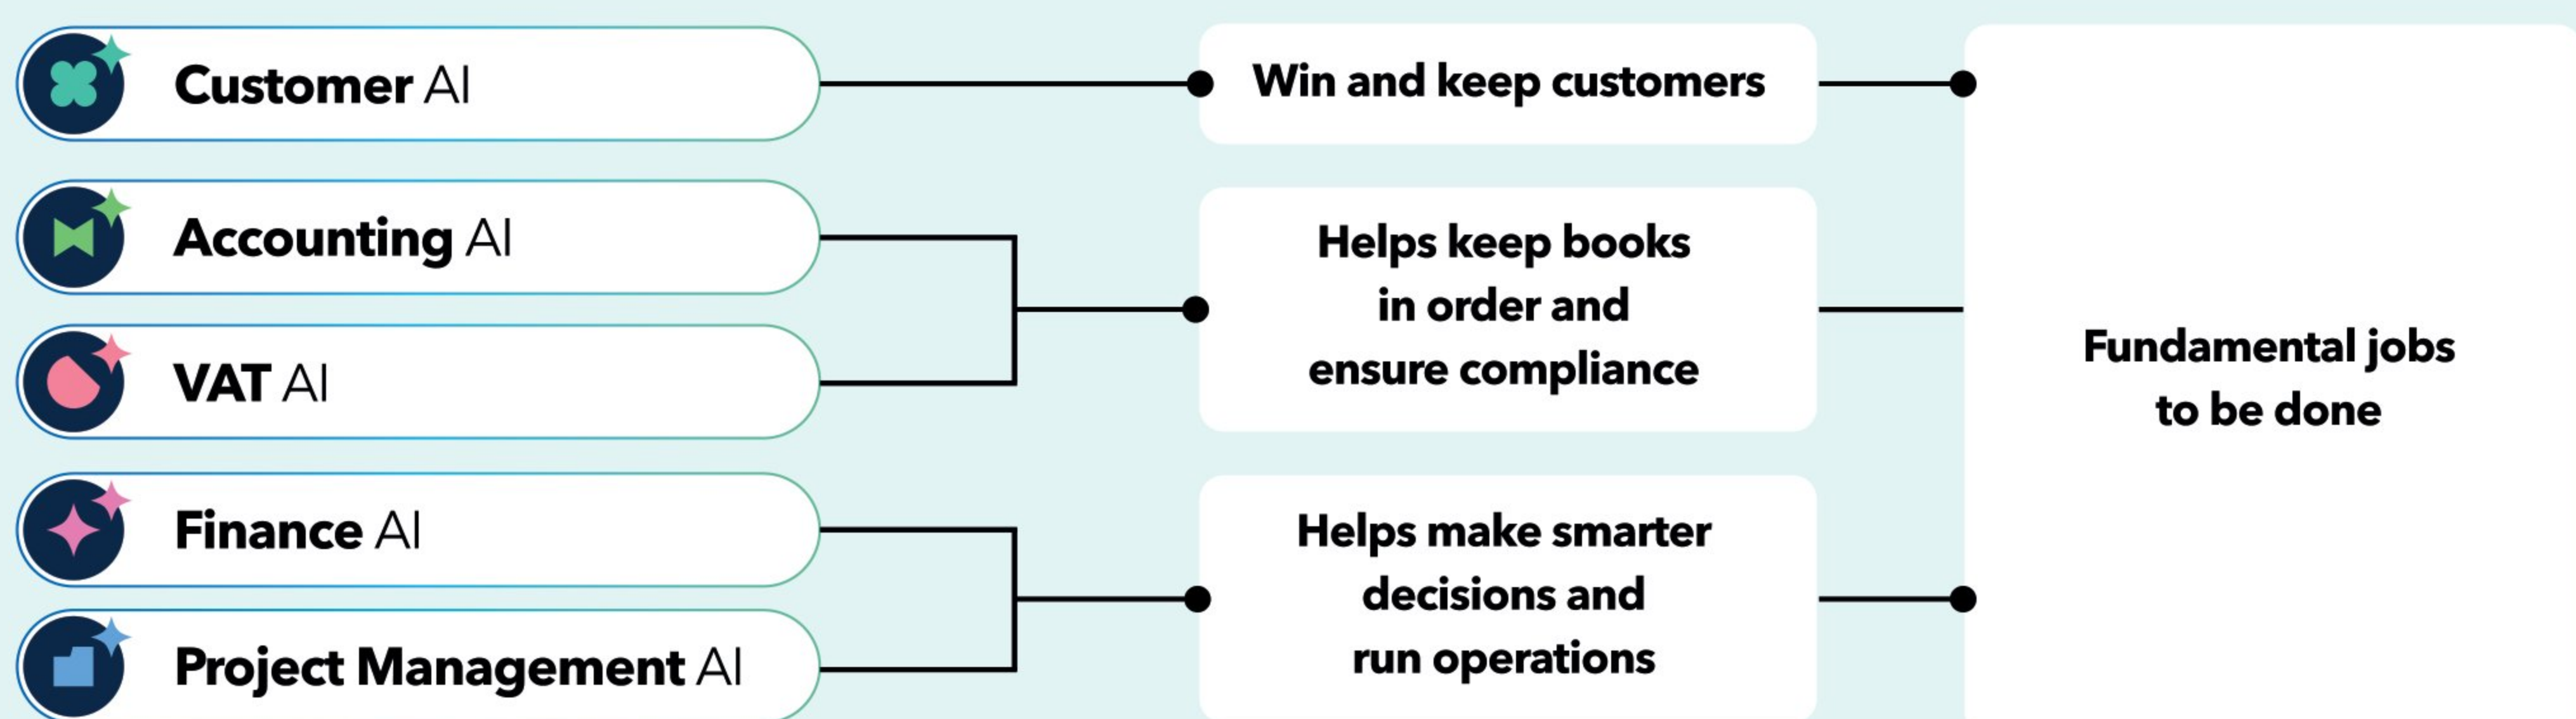 Customer AI
Win and keep customers
Accounting AI
VAT AI
Helps keep books
in order and
ensure compliance
Finance AI
Project Management AI
Helps make smarter
decisions and
run operations
Fundamental jobs
to be done